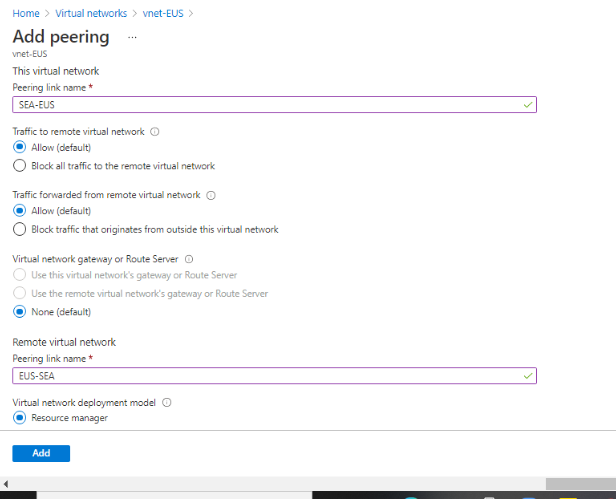 Home > Virtual networks > vnet-EUS >
Add peering ...
vnet-EUS
This virtual network
Peering link name *
SEA-EUS
Traffic to remote virtual network
Allow (default)
Block all traffic to the remote virtual network
Traffic forwarded from remote virtual network
Allow (default)
Block traffic that originates from outside this virtual network
Virtual network gateway or Route Server
Use this virtual network's gateway or Route Server
Use the remote virtual network's gateway or Route Server
None (default)
Remote virtual network
Peering link name *
EUS-SEA
Virtual network deployment model
Resource manager
Add